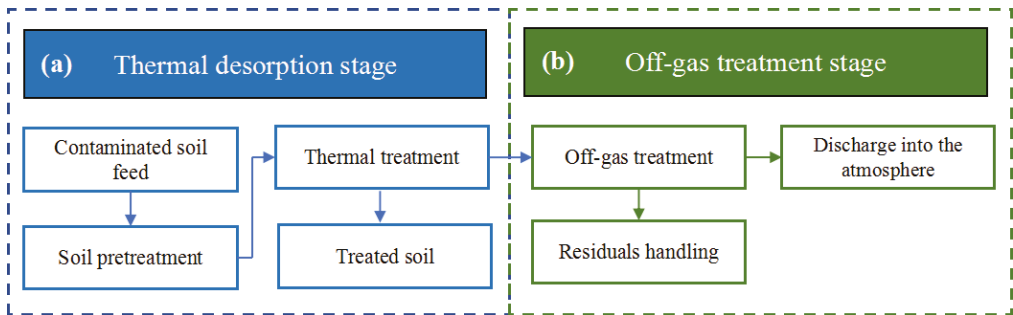 (a) Thermal desorption stage
Contaminated soil
feed
Soil pretreatment
Thermal treatment
Treated soil
(b) Off-gas treatment stage
Off-gas treatment
Residuals handling
Discharge into the
atmosphere